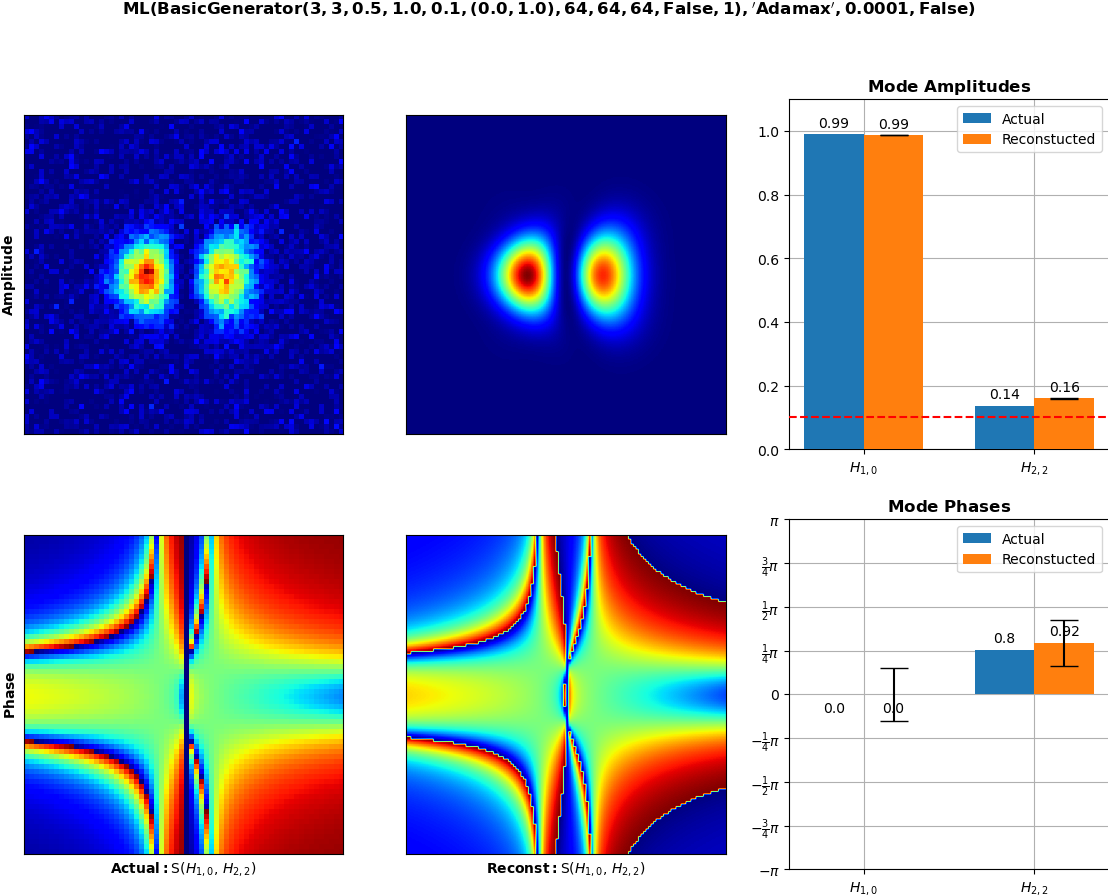 ML(BasicGenerator(3, 3, 0.5, 1.0, 0.1, (0.0, 1.0), 64, 64, 64, False, 1), ′Adamax′, 0.0001, False)
Amplitude
Mode Amplitudes
Actual
Reconstucted
0.99
0.99
0.14
0.16
1.0
0.8
0.6
0.4
0.2
0.0
H1,0
H2,2
Phase
Actual: S(H1,0, H2,2)
Reconst: S(H1,0, H2,2)
Mode Phases
Actual
Reconstucted
0.0
0.0
0.8
0.92
π
3/4π
1/2π
1/4π
0
−1/4π
−1/2π
−3/4π
−π
H1,0
H2,2